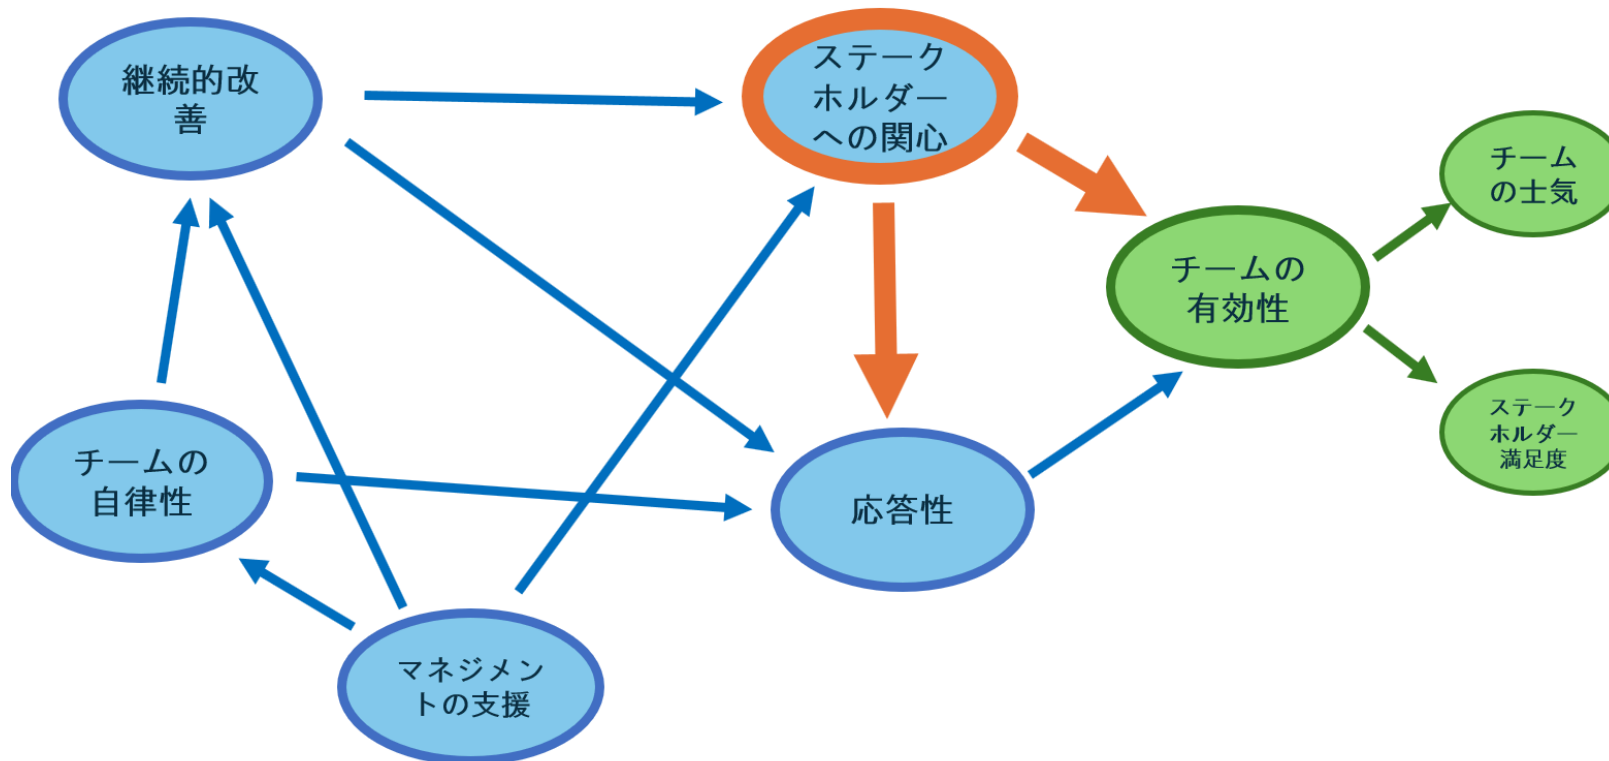 継続的改
善
ステーク
ホルダー
への関心
チーム
の士気
チームの
有効性
ステーク
ホルダー
満足度
チームの
自律性
応答性
マネジメン
トの支援